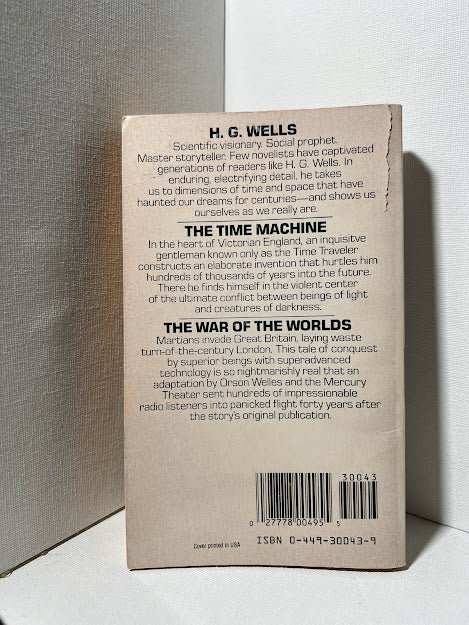 H. G. WELLS
Scientific visionary. Social prophet.
Master storyteller. Few novelists have captivated
generations of readers like H. G. Wells. In
enduring, electrifying detail, he takes
us to dimensions of time and space that have
haunted our dreams for centuries—and shows us
ourselves as we really are.
THE TIME MACHINE
In the heart of Victorian England, an inquisitve
gentleman known only as the Time Traveler
constructs an elaborate invention that hurtles him
hundreds of thousands of years into the future.
There he finds himself in the violent center
of the ultimate conflict between beings of light
and creatures of darkness.
THE WAR OF THE WORLDS
Martians invade Great Britain, laying waste
turn-of-the-century London. This tale of conquest
by superior beings with superadvanced
technology is so nightmarishly real that an
adaptation by Orson Welles and the Mercury
Theater sent hundreds of impressionable
radio listeners into panicked flight forty years after
the story's original publication.
30043
0 27778 00495 5
Cover printed in USA
ISBN 0-449-30043-9